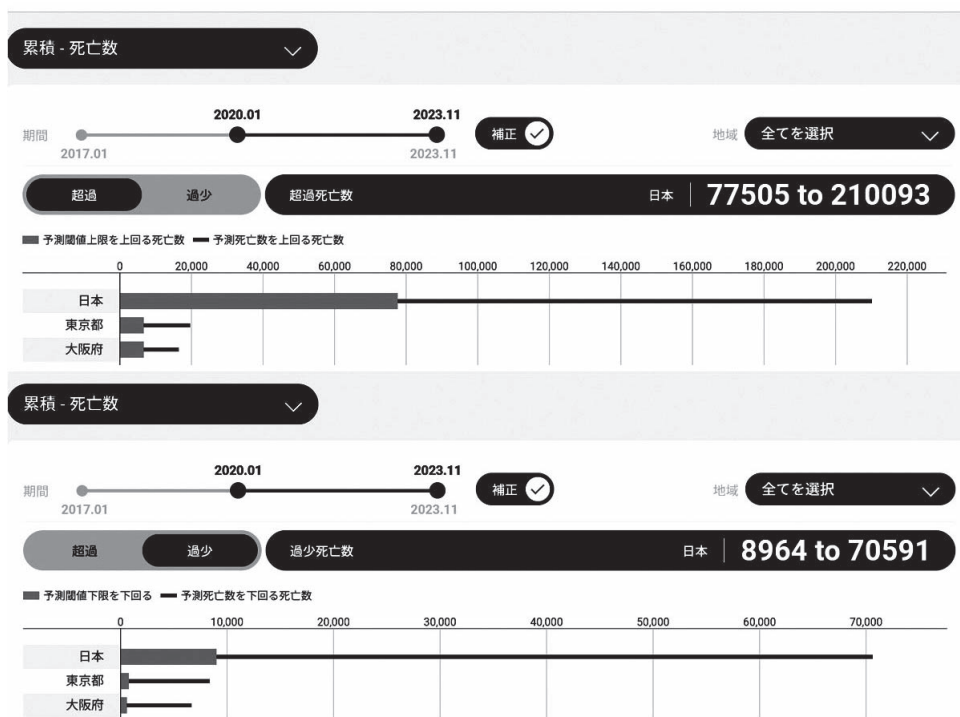 累積 - 死亡数
2020.01 2023.11
期間 補正 地域 全てを選択
2017.01 2023.11
超過 過少 超過死亡数 日本 77505 to 210093
予測閾値上限を上回る死亡数 予測死亡数を上回る死亡数
0 20,000 40,000 60,000 80,000 100,000 120,000 140,000 160,000 180,000 200,000 220,000
日本
東京都
大阪府
累積 - 死亡数
2020.01 2023.11
期間 補正 地域 全てを選択
2017.01 2023.11
超過 過少 過少死亡数 日本 8964 to 70591
予測閾値下限を下回る 予測死亡数を下回る死亡数
0 10,000 20,000 30,000 40,000 50,000 60,000 70,000
日本
東京都
大阪府